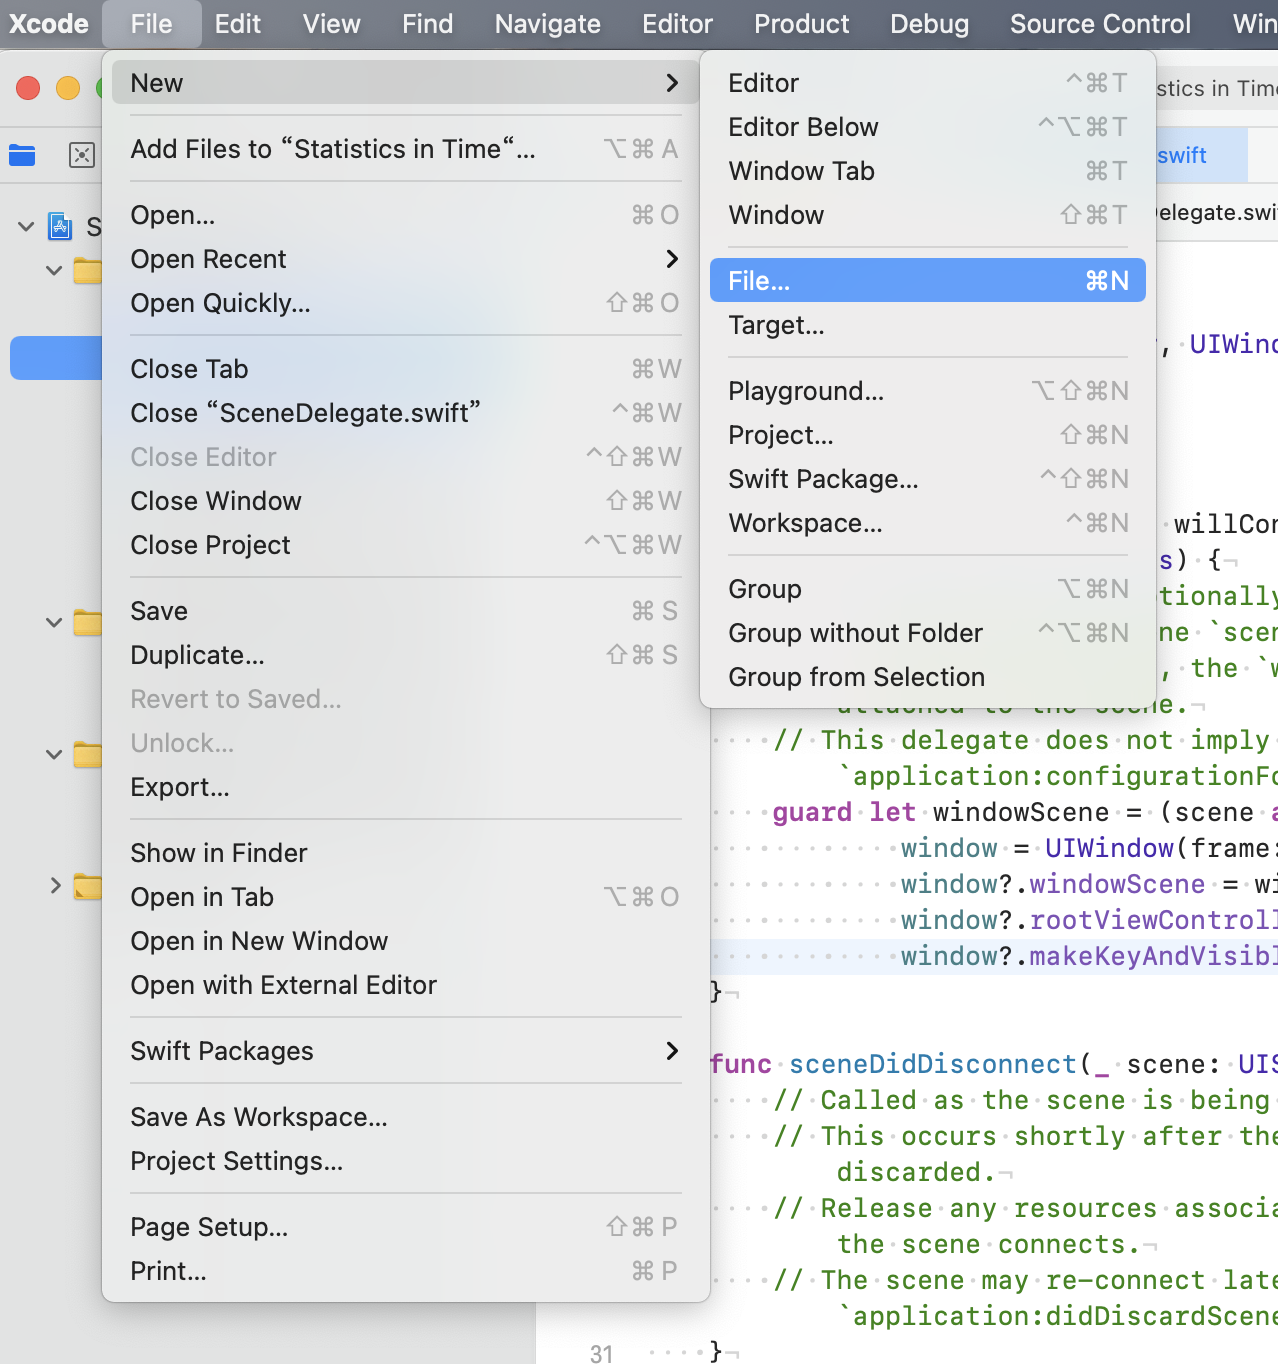 Xcode File Edit View Find Navigate Editor Product Debug Source Control Win
New
Add Files to “Statistics in Time“... ⌥⌘A
Open... ⌘O
Open Recent
Open Quickly... ⇧⌘O
Close Tab ⌘W
Close “SceneDelegate.swift” ^⌘W
Close Editor ^⇧⌘W
Close Window ⇧⌘W
Close Project ^⌥⌘W
Save ⌘S
Duplicate... ⇧⌘S
Revert to Saved...
Unlock...
Export...
Show in Finder
Open in Tab ⌥⌘O
Open in New Window
Open with External Editor
Swift Packages
Save As Workspace...
Project Settings...
Page Setup... ⇧⌘P
Print... ⌘P
Editor ^⌘T
Editor Below ^⌥⌘T
Window Tab ⌘T
Window ⇧⌘T
File... ⌘N
Target...
Playground... ⌥⇧⌘N
Project... ⇧⌘N
Swift Package... ^⇧⌘N
Workspace... ^⌘N
Group ⌥⌘N
Group without Folder ^⌥⌘N
Group from Selection
S
stics in Time
swift
elegate.swi
, UIWind
willCon
s) {
tionally
ne `scen
, the `w
attached to the scene.
// This delegate does not imply
`application:configurationFo
guard let windowScene = (scene a
window = UIWindow(frame:
window?.windowScene = wi
window?.rootViewControll
window?.makeKeyAndVisibl
}
func sceneDidDisconnect(_ scene: UIS
// Called as the scene is being
// This occurs shortly after the
discarded.
// Release any resources associa
the scene connects.
// The scene may re-connect late
`application:didDiscardScene
31 }